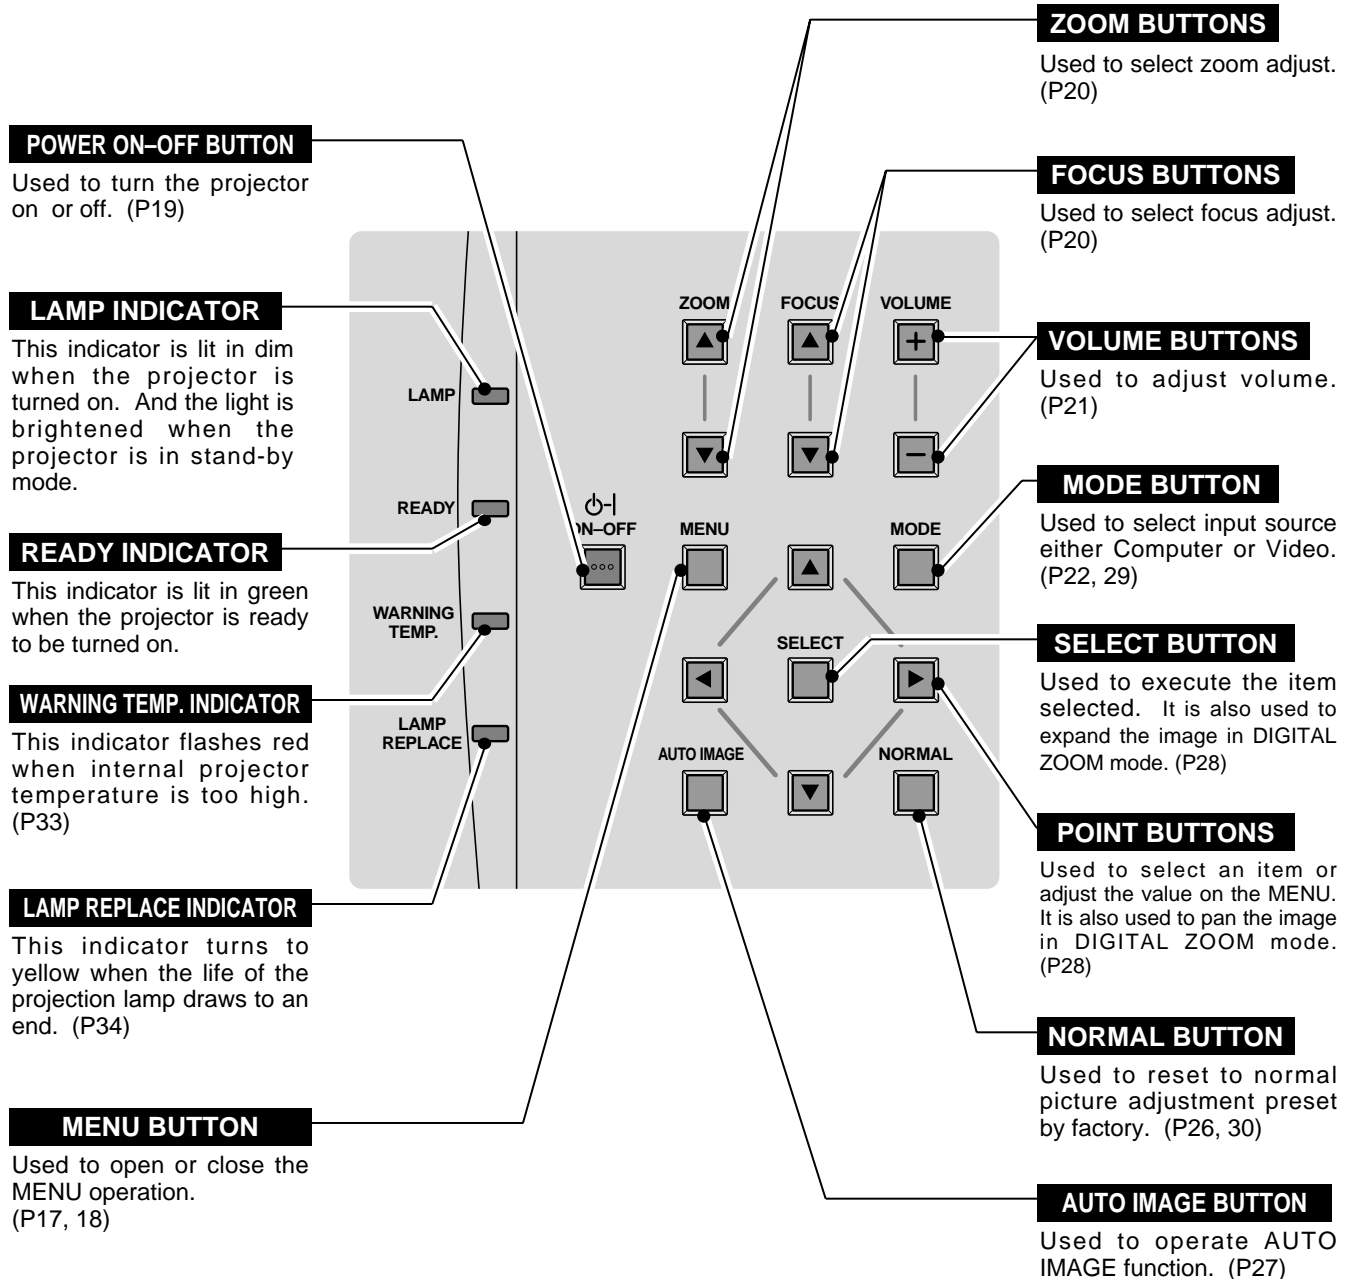 POWER ON–OFF BUTTON
Used to turn the projector
on or off. (P19)
LAMP INDICATOR
This indicator is lit in dim
when the projector is
turned on. And the light is
brightened when the
projector is in stand-by
mode.
READY INDICATOR
This indicator is lit in green
when the projector is ready
to be turned on.
WARNING TEMP. INDICATOR
This indicator flashes red
when internal projector
temperature is too high.
(P33)
LAMP REPLACE INDICATOR
This indicator turns to
yellow when the life of the
projection lamp draws to an
end. (P34)
MENU BUTTON
Used to open or close the
MENU operation.
(P17, 18)
ZOOM
FOCUS
VOLUME
LAMP
READY
ON–OFF
MENU
MODE
WARNING
TEMP.
SELECT
LAMP
REPLACE
AUTO IMAGE
NORMAL
ZOOM BUTTONS
Used to select zoom adjust.
(P20)
FOCUS BUTTONS
Used to select focus adjust.
(P20)
VOLUME BUTTONS
Used to adjust volume.
(P21)
MODE BUTTON
Used to select input source
either Computer or Video.
(P22, 29)
SELECT BUTTON
Used to execute the item
selected. It is also used to
expand the image in DIGITAL
ZOOM mode. (P28)
POINT BUTTONS
Used to select an item or
adjust the value on the MENU.
It is also used to pan the image
in DIGITAL ZOOM mode.
(P28)
NORMAL BUTTON
Used to reset to normal
picture adjustment preset
by factory. (P26, 30)
AUTO IMAGE BUTTON
Used to operate AUTO
IMAGE function. (P27)